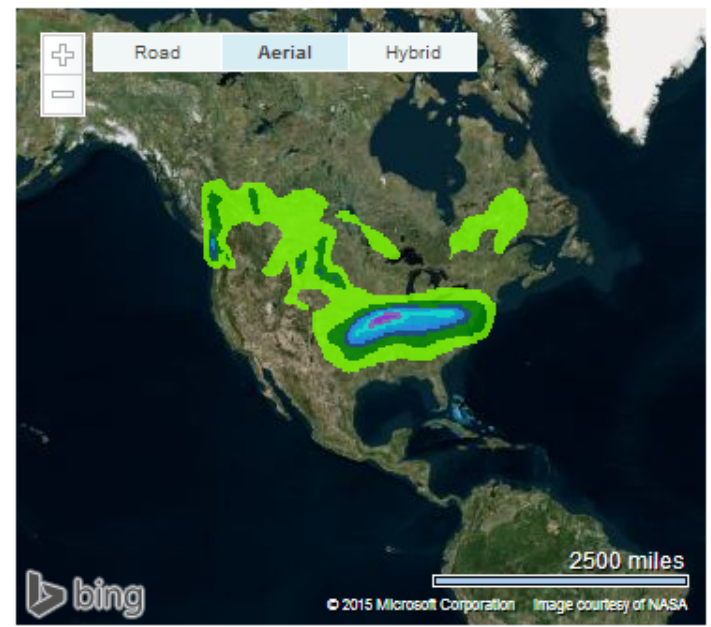 Road Aerial Hybrid
2500 miles
bing
© 2015 Microsoft Corporation Image courtesy of NASA